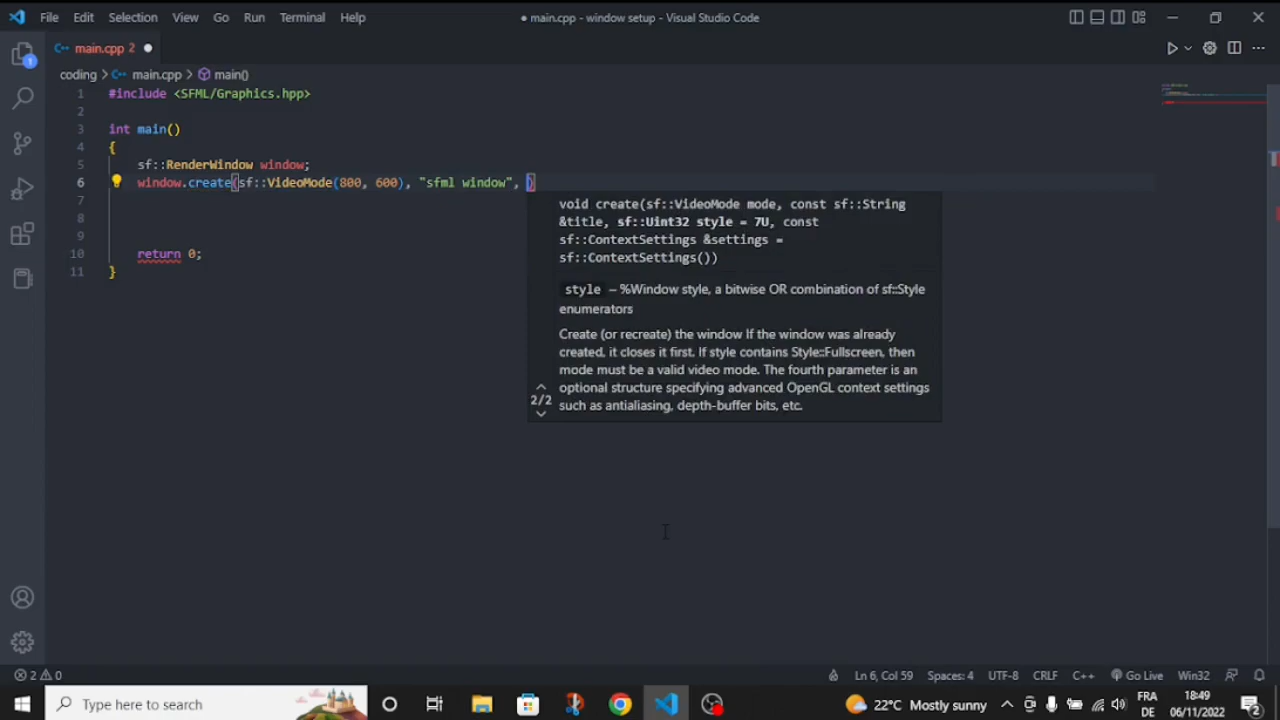 File Edit Selection View Go Run Terminal Help
● main.cpp - window setup - Visual Studio Code
main.cpp 2 ●
coding > main.cpp > main()
1 #include <SFML/Graphics.hpp>
2
3 int main()
4 {
5 sf::RenderWindow window;
6 window.create(sf::VideoMode(800, 600), "sfml window", )
7
8
9
10 return 0;
11 }
void create(sf::VideoMode mode, const sf::String
&title, sf::Uint32 style = 7U, const
sf::ContextSettings &settings =
sf::ContextSettings())
style – %Window style, a bitwise OR combination of sf::Style
enumerators
Create (or recreate) the window If the window was already
created, it closes it first. If style contains Style::Fullscreen, then
mode must be a valid video mode. The fourth parameter is an
optional structure specifying advanced OpenGL context settings
such as antialiasing, depth-buffer bits, etc.
2/2
1
2 0
Ln 6, Col 59 Spaces: 4 UTF-8 CRLF C++ Go Live Win32
Type here to search
22°C Mostly sunny
FRA
DE
18:49
06/11/2022
2